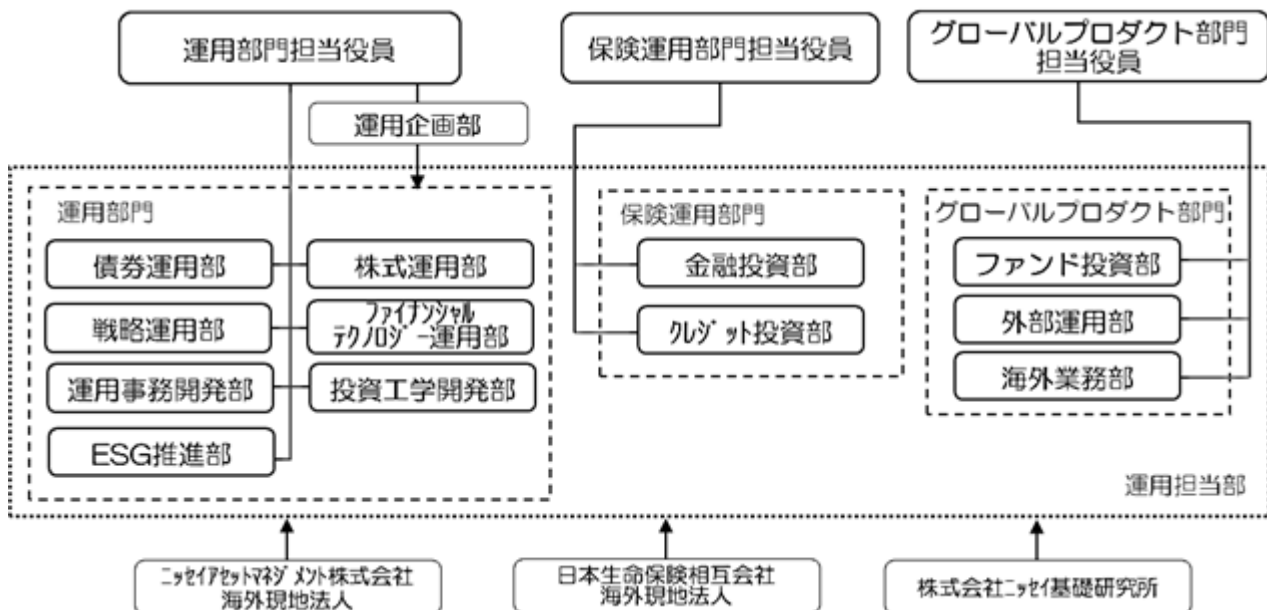 運用部門担当役員
保険運用部門担当役員
グローバルプロダクト部門
担当役員
運用企画部
運用部門
債券運用部
株式運用部
戦略運用部
ファイナンシャル
テクノロジー運用部
運用事務開発部
投資工学開発部
ESG推進部
保険運用部門
金融投資部
クレジット投資部
グローバルプロダクト部門
ファンド投資部
外部運用部
海外業務部
運用担当部
ニッセイアセットマネジメント株式会社
海外現地法人
日本生命保険相互会社
海外現地法人
株式会社ニッセイ基礎研究所